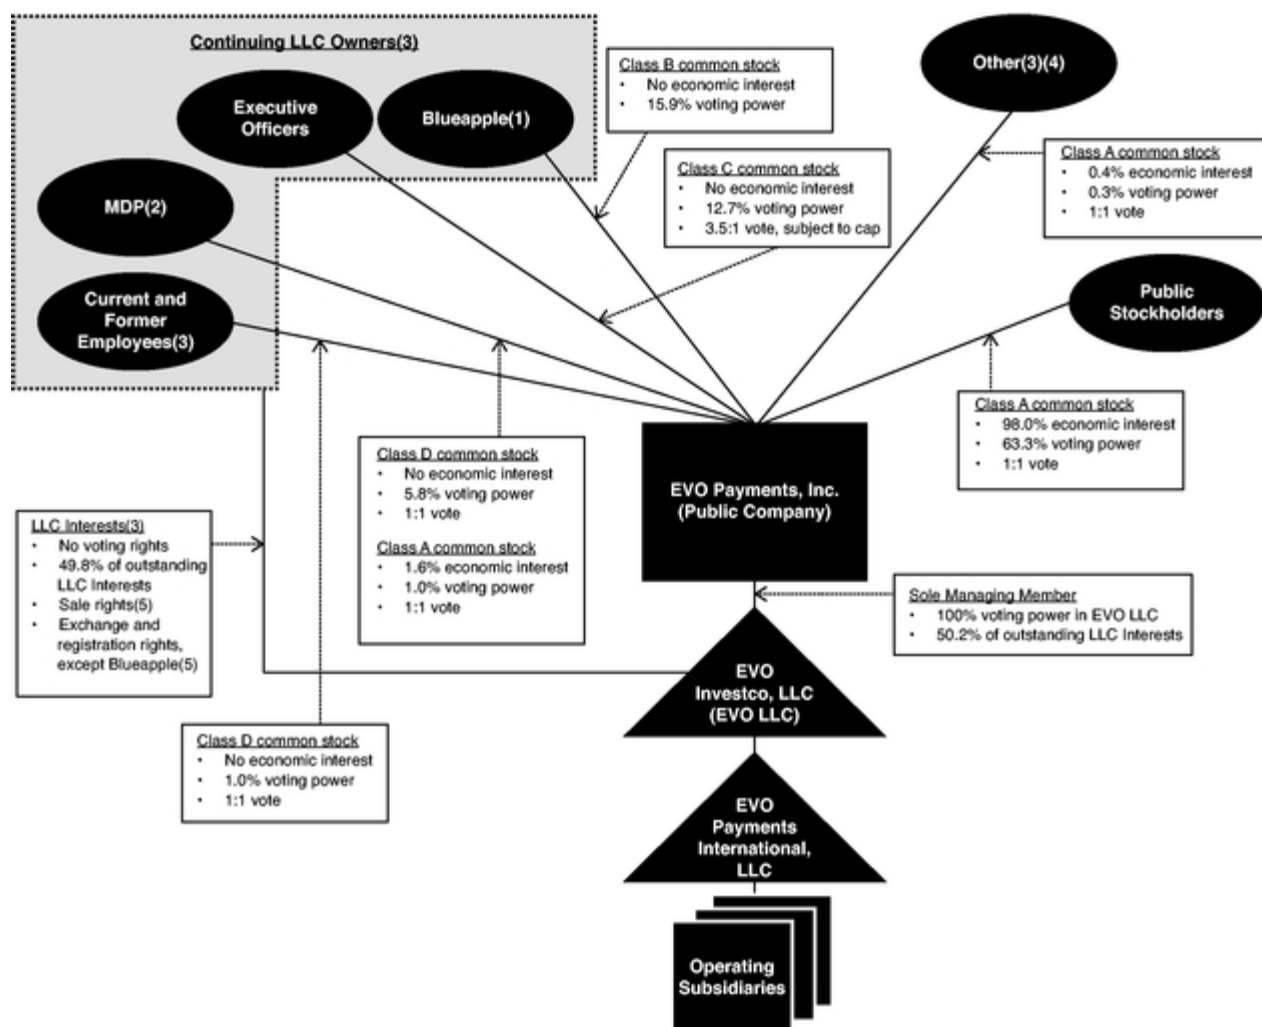 Continuing LLC Owners(3)
Executive
Officers
Blueapple(1)
MDP(2)
Current and
Former
Employees(3)
Class B common stock
• No economic interest
• 15.9% voting power
Other(3)(4)
Class C common stock
• No economic interest
• 12.7% voting power
• 3.5:1 vote, subject to cap
Class A common stock
• 0.4% economic interest
• 0.3% voting power
• 1:1 vote
Public
Stockholders
Class A common stock
• 98.0% economic interest
• 63.3% voting power
• 1:1 vote
Class D common stock
• No economic interest
• 5.8% voting power
• 1:1 vote
Class A common stock
• 1.6% economic interest
• 1.0% voting power
• 1:1 vote
EVO Payments, Inc.
(Public Company)
LLC Interests(3)
• No voting rights
• 49.8% of outstanding
LLC Interests
• Sale rights(5)
• Exchange and
registration rights,
except Blueapple(5)
Sole Managing Member
• 100% voting power in EVO LLC
• 50.2% of outstanding LLC Interests
EVO
Investco, LLC
(EVO LLC)
Class D common stock
• No economic interest
• 1.0% voting power
• 1:1 vote
EVO
Payments
International,
LLC
Operating
Subsidiaries